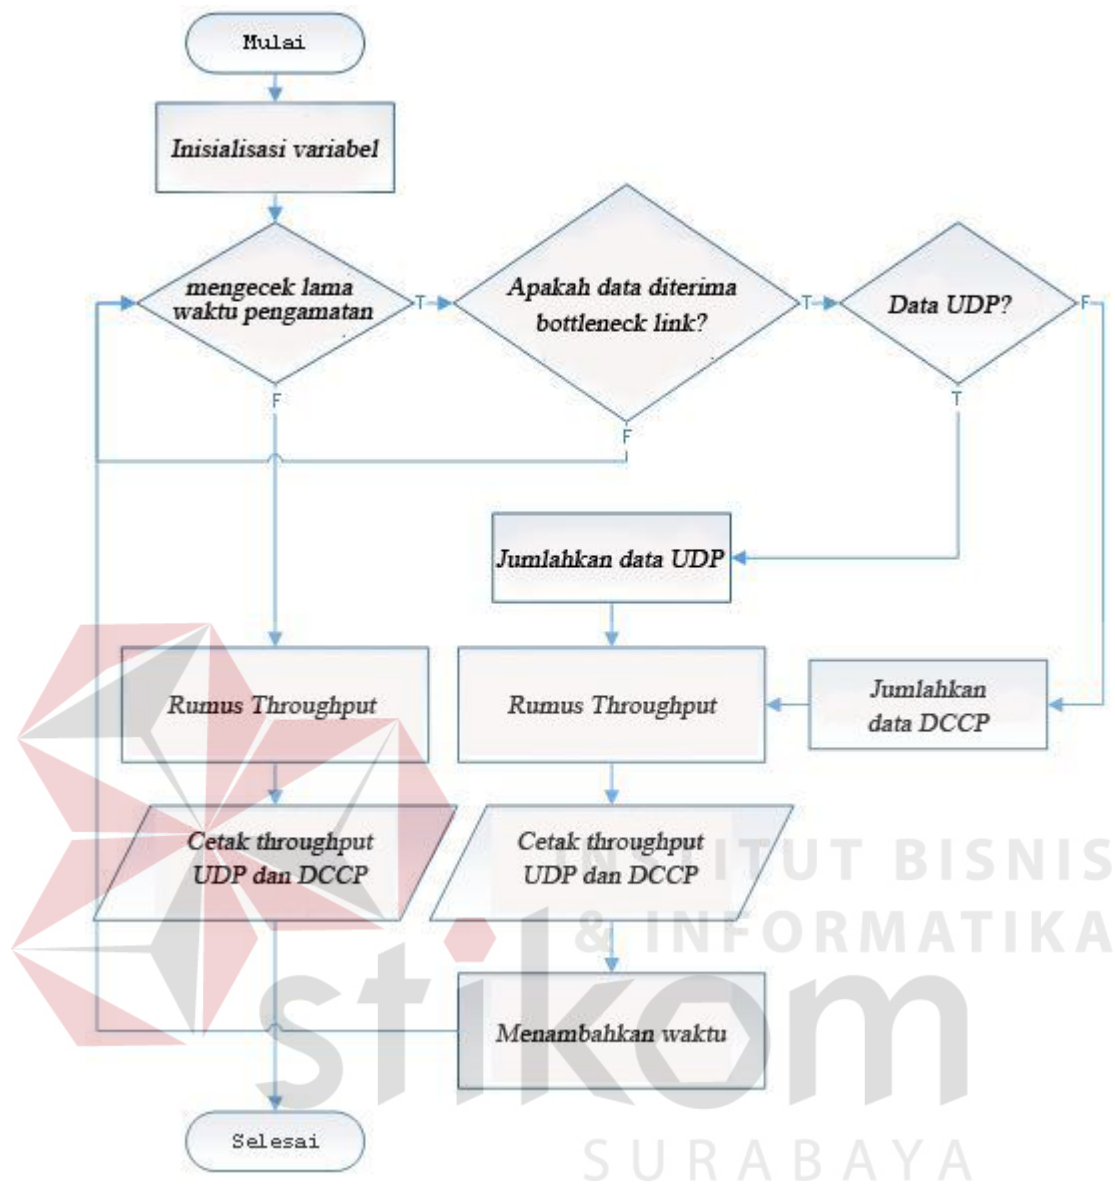 Mulai
Inisialisasi variabel
mengecek lama
waktu pengamatan
T
F
Apakah data diterima
bottleneck link?
T
F
Data UDP?
F
T
Jumlahkan data UDP
Rumus Throughput
Rumus Throughput
Jumlahkan
data DCCP
Cetak throughput
UDP dan DCCP
Cetak throughput
UDP dan DCCP
Menambahkan waktu
Selesai
INSTITUT BISNIS
& INFORMATIKA
stikom
SURABAYA